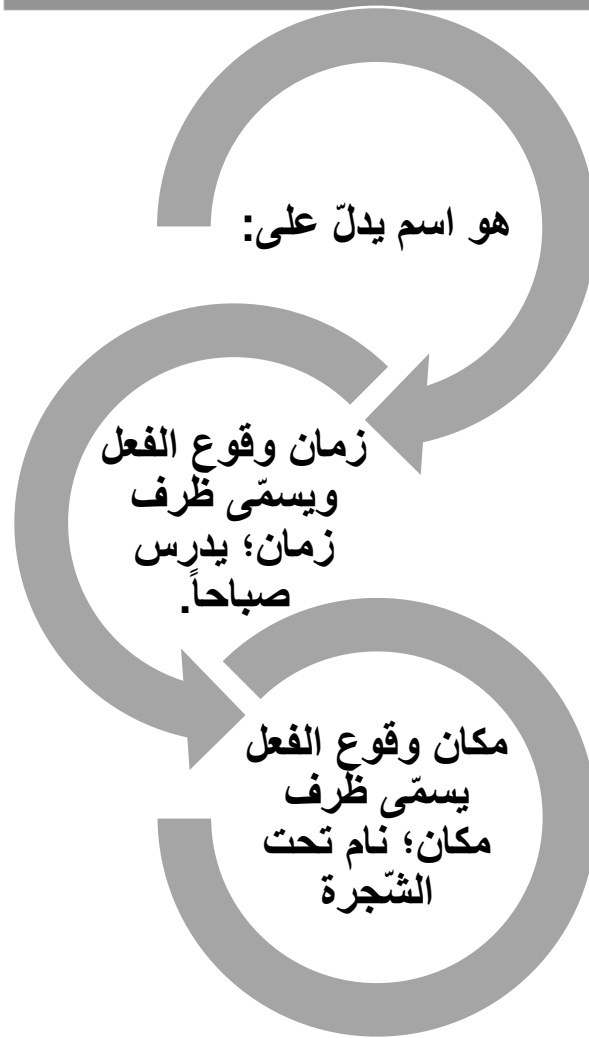 هو اسم يدلّ على:
زمان وقوع الفعل
ويسمّى ظرف
زمان؛ يدرس
صباحاً.
مكان وقوع الفعل
يسمّى ظرف
مكان؛ نام تحت
الشّجرة